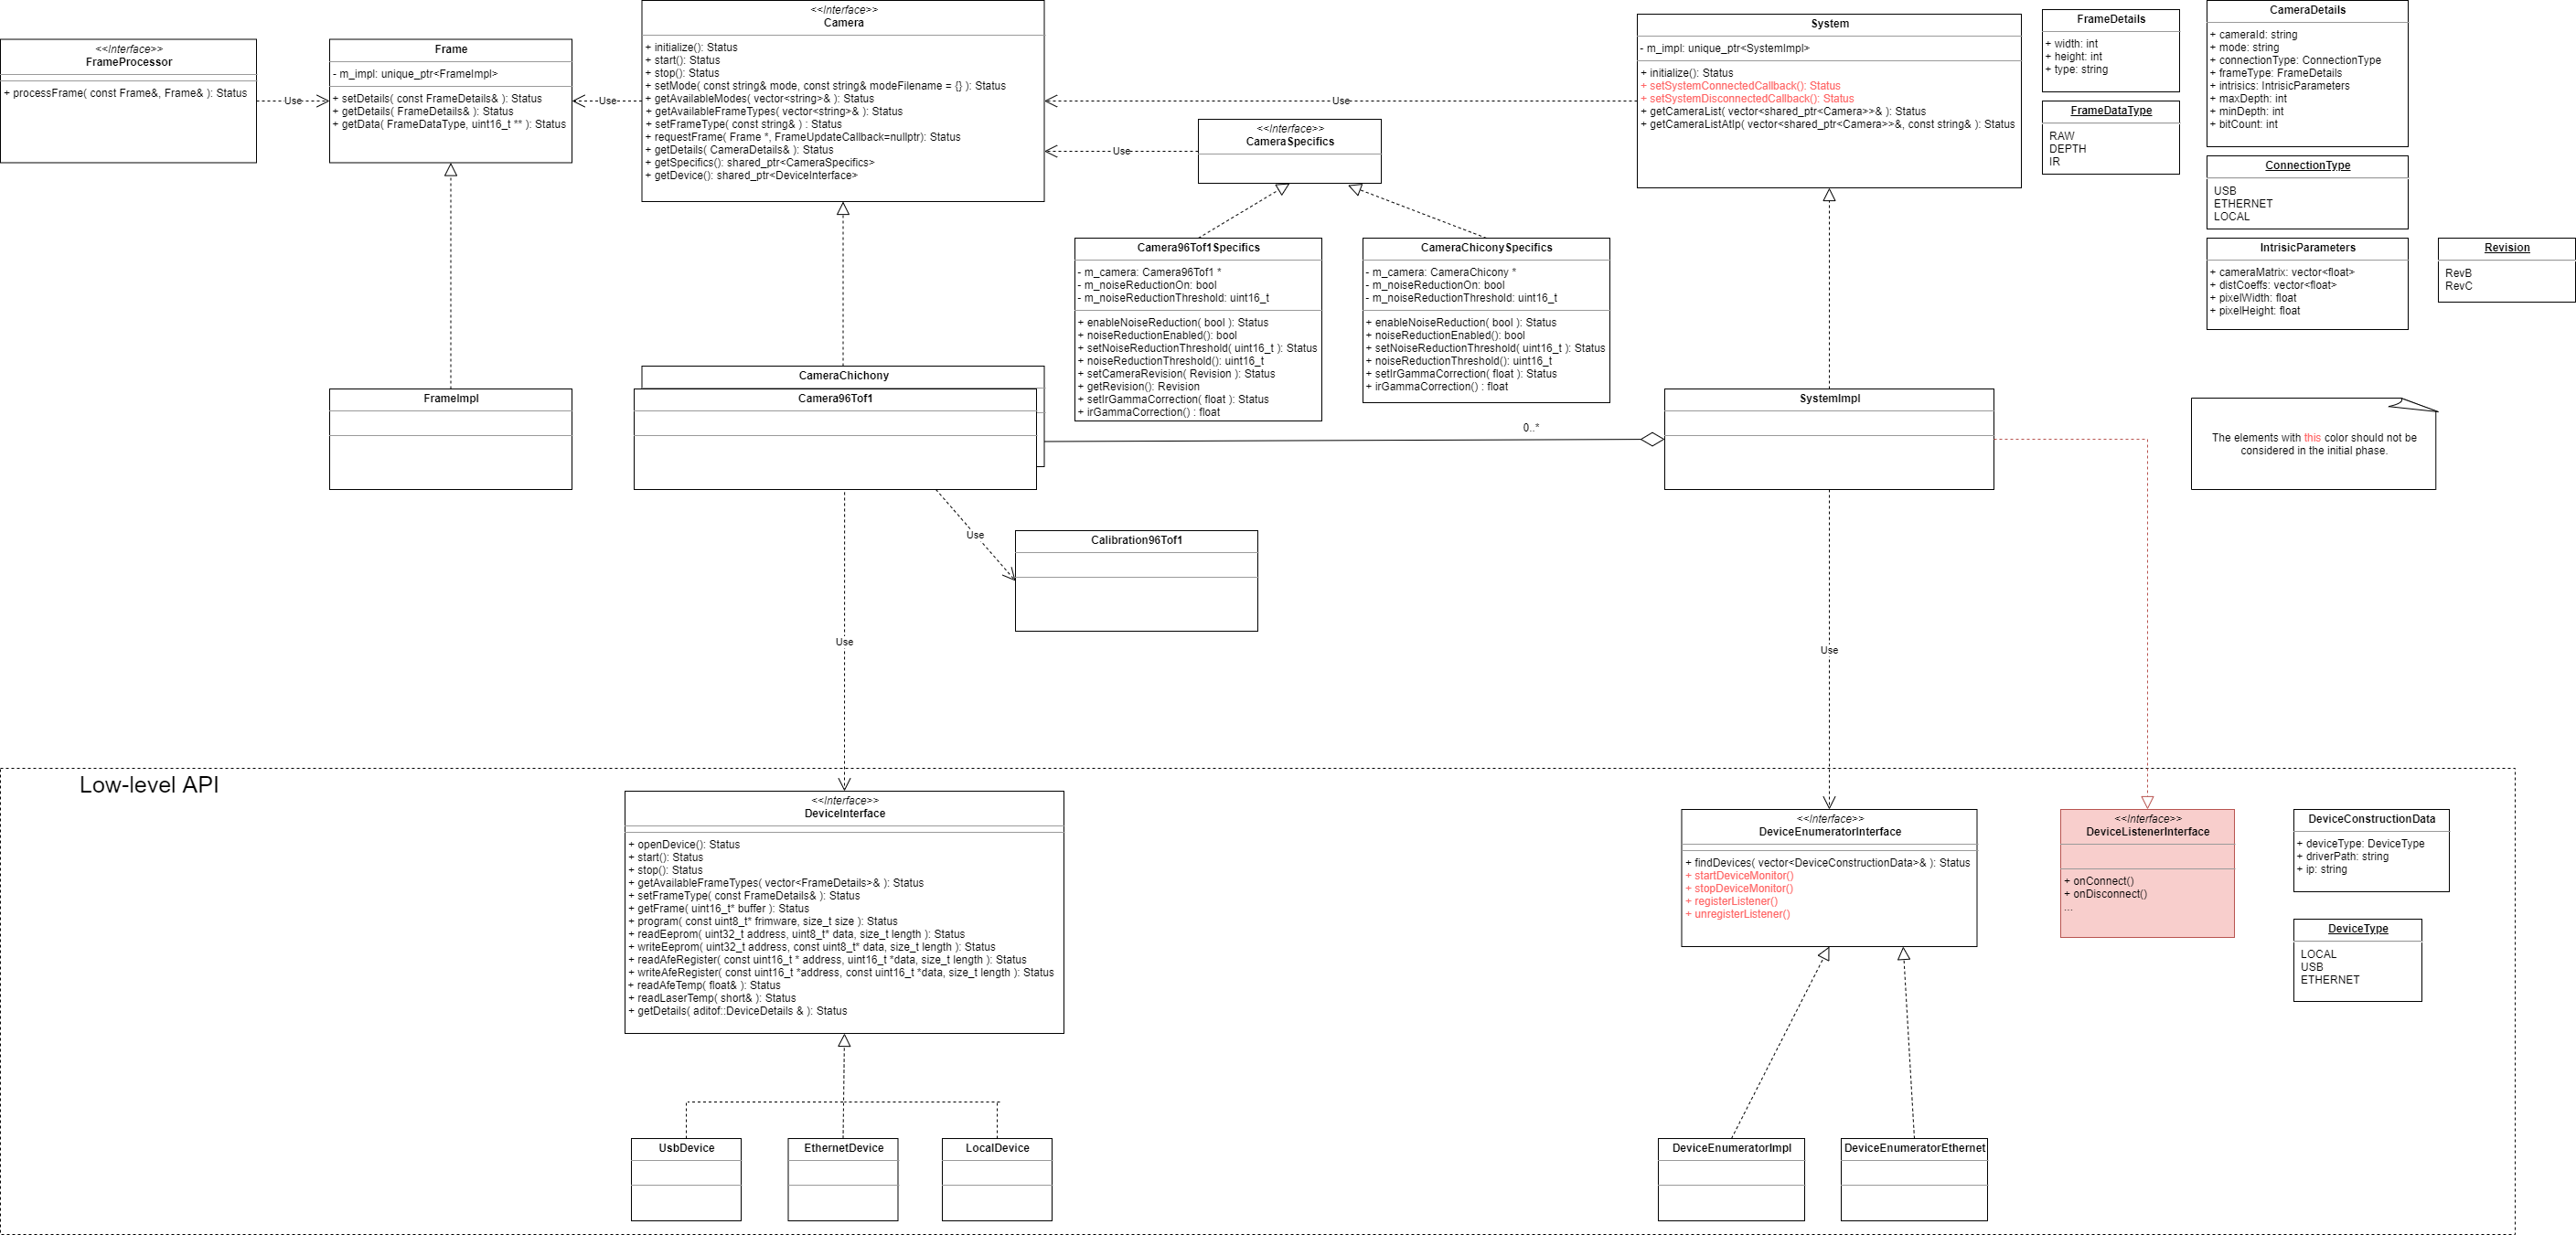 <<Interface>>
FrameProcessor
+ processFrame( const Frame&, Frame& ): Status
Use
Frame
- m_impl: unique_ptr<FrameImpl>
+ setDetails( const FrameDetails& ): Status
+ getDetails( FrameDetails& ): Status
+ getData( FrameDataType, uint16_t ** ): Status
Use
<<Interface>>
Camera
+ initialize(): Status
+ start(): Status
+ stop(): Status
+ setMode( const string& mode, const string& modeFilename = {} ): Status
+ getAvailableModes( vector<string>& ): Status
+ getAvailableFrameTypes( vector<string>& ): Status
+ setFrameType( const string& ) : Status
+ requestFrame( Frame *, FrameUpdateCallback=nullptr): Status
+ getDetails( CameraDetails& ): Status
+ getSpecifics(): shared_ptr<CameraSpecifics>
+ getDevice(): shared_ptr<DeviceInterface>
Use
Use
<<Interface>>
CameraSpecifics
System
- m_impl: unique_ptr<SystemImpl>
+ initialize(): Status
+ setSystemConnectedCallback(): Status
+ setSystemDisconnectedCallback(): Status
+ getCameraList( vector<shared_ptr<Camera>>& ): Status
+ getCameraListAtIp( vector<shared_ptr<Camera>>&, const string& ): Status
FrameDetails
+ width: int
+ height: int
+ type: string
FrameDataType
RAW
DEPTH
IR
CameraDetails
+ cameraId: string
+ mode: string
+ connectionType: ConnectionType
+ frameType: FrameDetails
+ intrisics: IntrisicParameters
+ maxDepth: int
+ minDepth: int
+ bitCount: int
ConnectionType
USB
ETHERNET
LOCAL
IntrisicParameters
+ cameraMatrix: vector<float>
+ distCoeffs: vector<float>
+ pixelWidth: float
+ pixelHeight: float
Revision
RevB
RevC
Camera96Tof1Specifics
- m_camera: Camera96Tof1 *
- m_noiseReductionOn: bool
- m_noiseReductionThreshold: uint16_t
+ enableNoiseReduction( bool ): Status
+ noiseReductionEnabled(): bool
+ setNoiseReductionThreshold( uint16_t ): Status
+ noiseReductionThreshold(): uint16_t
+ setCameraRevision( Revision ): Status
+ getRevision(): Revision
+ setIrGammaCorrection( float ): Status
+ irGammaCorrection() : float
CameraChiconySpecifics
- m_camera: CameraChicony *
- m_noiseReductionOn: bool
- m_noiseReductionThreshold: uint16_t
+ enableNoiseReduction( bool ): Status
+ noiseReductionEnabled(): bool
+ setNoiseReductionThreshold( uint16_t ): Status
+ noiseReductionThreshold(): uint16_t
+ setIrGammaCorrection( float ): Status
+ irGammaCorrection() : float
FrameImpl
CameraChichony
Camera96Tof1
0..*
SystemImpl
The elements with this color should not be
considered in the initial phase.
Use
Calibration96Tof1
Use
Use
Low-level API
<<Interface>>
DeviceInterface
+ openDevice(): Status
+ start(): Status
+ stop(): Status
+ getAvailableFrameTypes( vector<FrameDetails>& ): Status
+ setFrameType( const FrameDetails& ): Status
+ getFrame( uint16_t* buffer ): Status
+ program( const uint8_t* frimware, size_t size ): Status
+ readEeprom( uint32_t address, uint8_t* data, size_t length ): Status
+ writeEeprom( uint32_t address, const uint8_t* data, size_t length ): Status
+ readAfeRegister( const uint16_t * address, uint16_t *data, size_t length ): Status
+ writeAfeRegister( const uint16_t *address, const uint16_t *data, size_t length ): Status
+ readAfeTemp( float& ): Status
+ readLaserTemp( short& ): Status
+ getDetails( aditof::DeviceDetails & ): Status
<<Interface>>
DeviceEnumeratorInterface
+ findDevices( vector<DeviceConstructionData>& ): Status
+ startDeviceMonitor()
+ stopDeviceMonitor()
+ registerListener()
+ unregisterListener()
<<Interface>>
DeviceListenerInterface
+ onConnect()
+ onDisconnect()
...
DeviceConstructionData
+ deviceType: DeviceType
+ driverPath: string
+ ip: string
DeviceType
LOCAL
USB
ETHERNET
UsbDevice
EthernetDevice
LocalDevice
DeviceEnumeratorImpl
DeviceEnumeratorEthernet